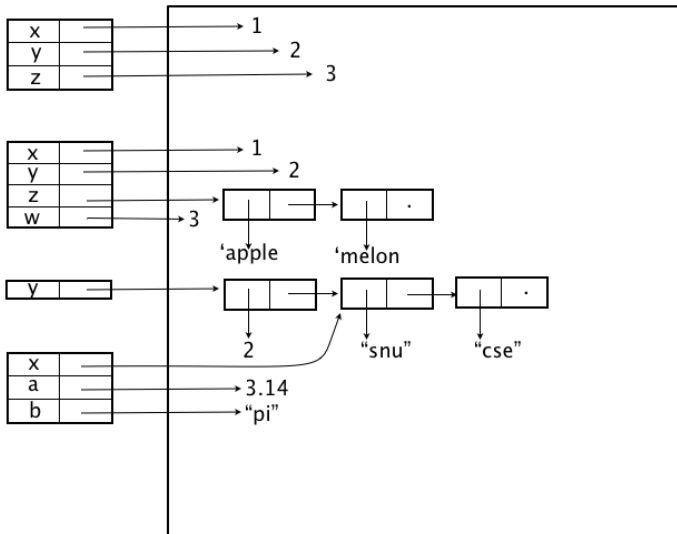 x 1
y 2
z 3
x 1
y 2
z
w 3
‘apple ‘melon
y
2 “snu” “cse”
x
a 3.14
b “pi”